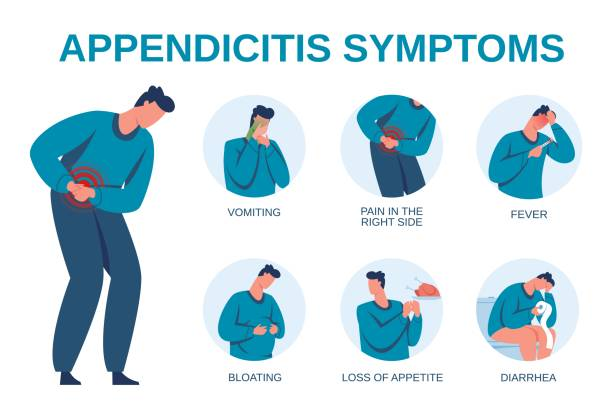 APPENDICITIS SYMPTOMS
VOMITING
PAIN IN THE
RIGHT SIDE
FEVER
BLOATING
LOSS OF APPETITE
DIARRHEA